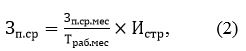 Зп.ср = Зп.ср.мес / Траб.мес × Истр, (2)